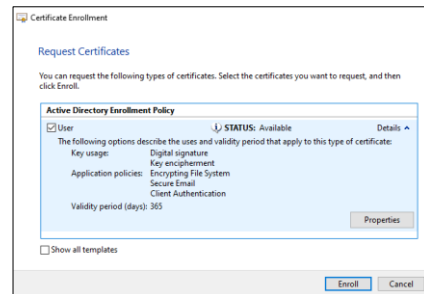 Certificate Enrollment
Request Certificates
You can request the following types of certificates. Select the certificates you want to request, and then
click Enroll.
Active Directory Enrollment Policy
User STATUS: Available Details
The following options describe the uses and validity period that apply to this type of certificate:
Key usage: Digital signature
Key encipherment
Application policies: Encrypting File System
Secure Email
Client Authentication
Validity period (days): 365
Properties
Show all templates
Enroll Cancel